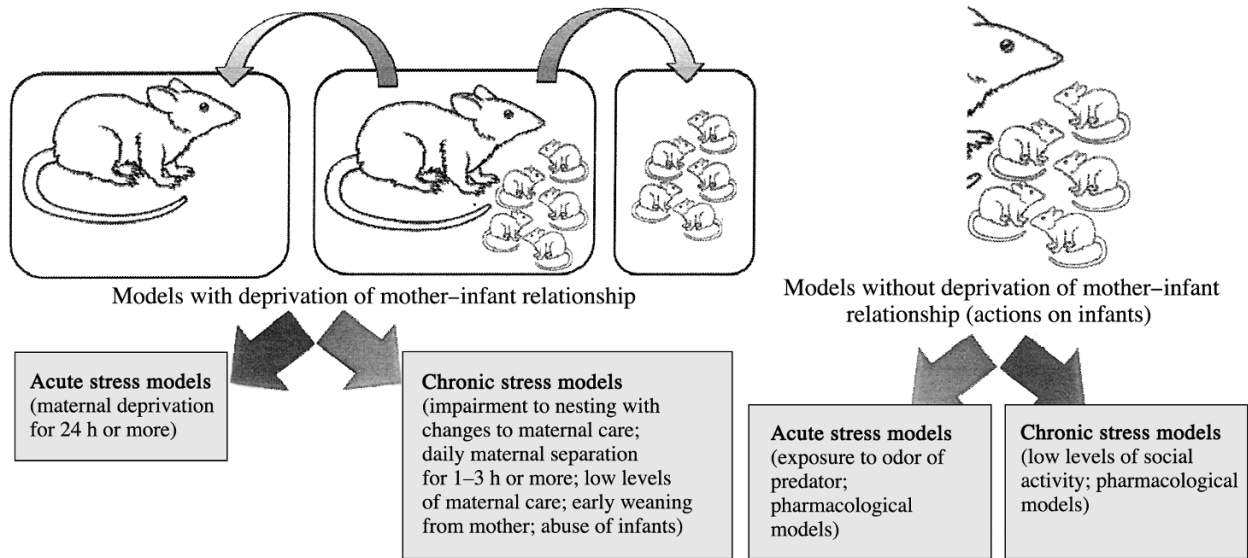 Models with deprivation of mother–infant relationship
Models without deprivation of mother–infant
relationship (actions on infants)
Acute stress models
(maternal deprivation
for 24 h or more)
Chronic stress models
(impairment to nesting with
changes to maternal care;
daily maternal separation
for 1–3 h or more; low levels
of maternal care; early weaning
from mother; abuse of infants)
Acute stress models
(exposure to odor of
predator;
pharmacological
models)
Chronic stress models
(low levels of social
activity; pharmacological
models)